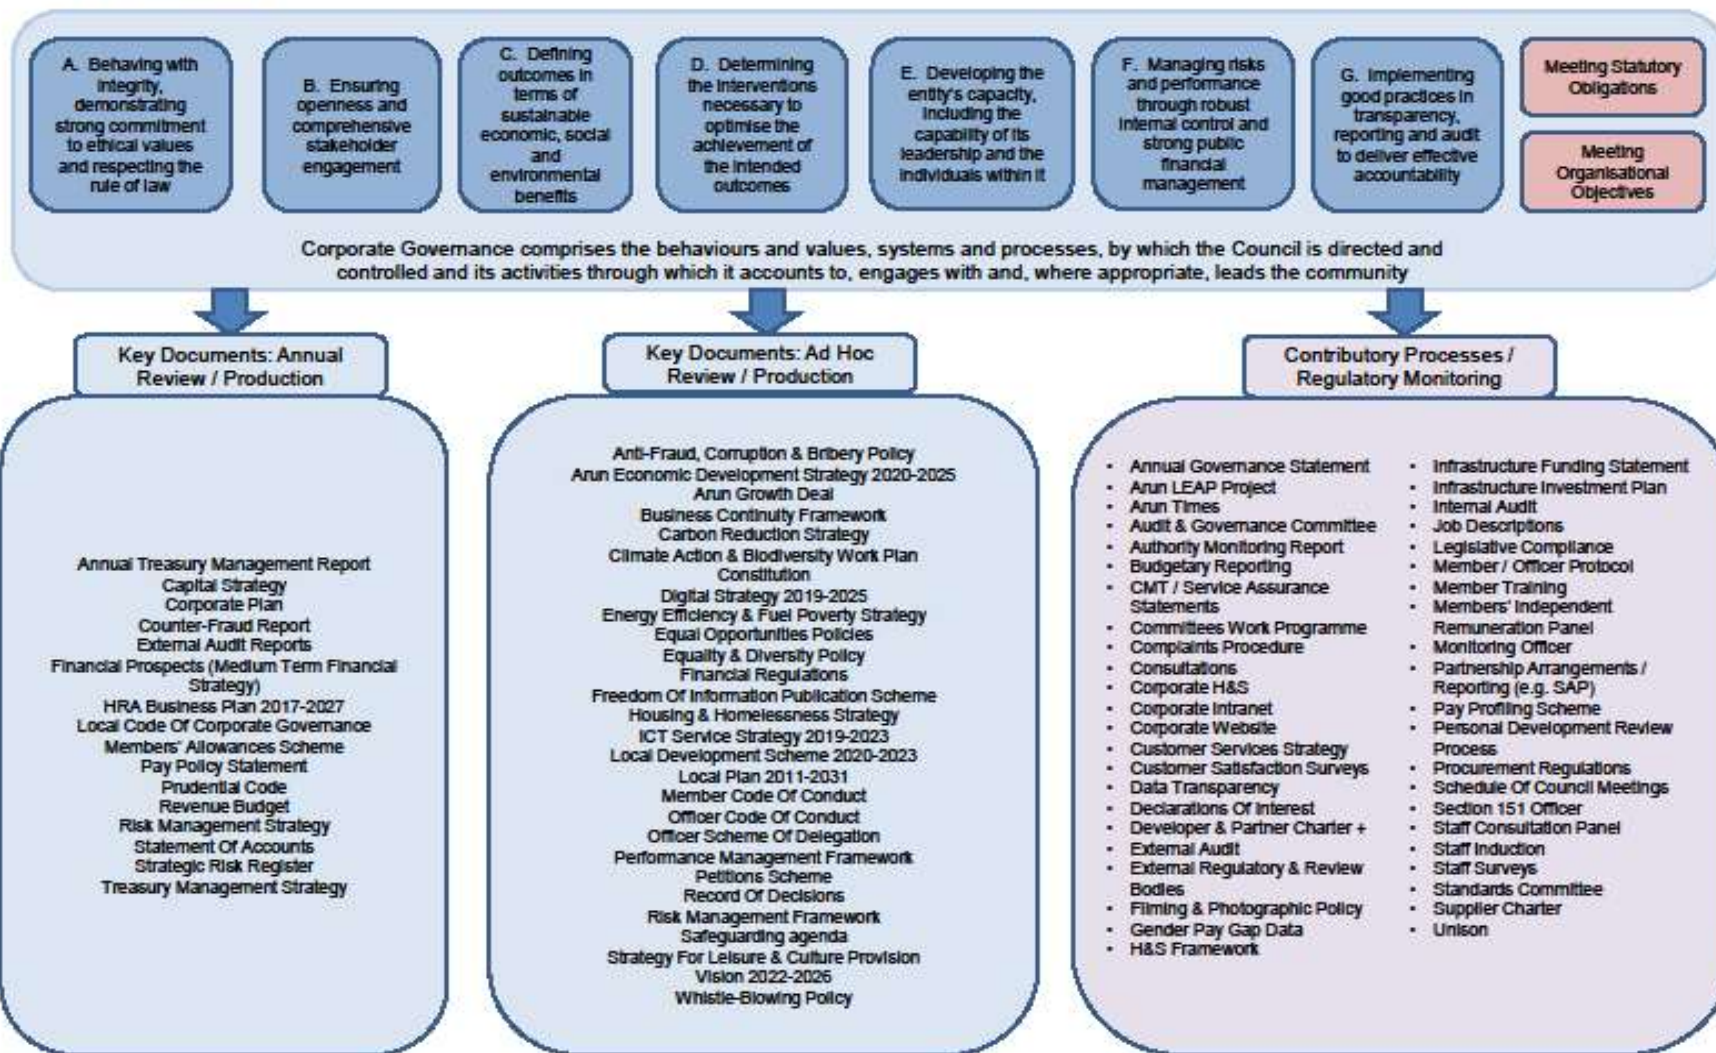 A. Behaving with
integrity,
demonstrating
strong commitment
to ethical values
and respecting the
rule of law
B. Ensuring
openness and
comprehensive
stakeholder
engagement
C. Defining
outcomes in
terms of
sustainable
economic, social
and
environmental
benefits
D. Determining
the interventions
necessary to
optimise the
achievement of
the intended
outcomes
E. Developing the
entity's capacity,
including the
capability of its
leadership and the
individuals within it
F. Managing risks
and performance
through robust
internal control and
strong public
financial
management
G. Implementing
good practices in
transparency,
reporting and audit
to deliver effective
accountability
Meeting Statutory
Obligations
Meeting
Organisational
Objectives
Corporate Governance comprises the behaviours and values, systems and processes, by which the Council is directed and
controlled and its activities through which it accounts to, engages with and, where appropriate, leads the community
Key Documents: Annual
Review / Production
Annual Treasury Management Report
Capital Strategy
Corporate Plan
Counter-Fraud Report
External Audit Reports
Financial Prospects (Medium Term Financial
Strategy)
HRA Business Plan 2017-2027
Local Code Of Corporate Governance
Members' Allowances Scheme
Pay Policy Statement
Prudential Code
Revenue Budget
Risk Management Strategy
Statement Of Accounts
Strategic Risk Register
Treasury Management Strategy
Key Documents: Ad Hoc
Review / Production
Anti-Fraud, Corruption & Bribery Policy
Arun Economic Development Strategy 2020-2025
Arun Growth Deal
Business Continuity Framework
Carbon Reduction Strategy
Climate Action & Biodiversity Work Plan
Constitution
Digital Strategy 2019-2025
Energy Efficiency & Fuel Poverty Strategy
Equal Opportunities Policies
Equality & Diversity Policy
Financial Regulations
Freedom Of Information Publication Scheme
Housing & Homelessness Strategy
ICT Service Strategy 2019-2023
Local Development Scheme 2020-2023
Local Plan 2011-2031
Member Code Of Conduct
Officer Code Of Conduct
Officer Scheme Of Delegation
Performance Management Framework
Petitions Scheme
Record Of Decisions
Risk Management Framework
Safeguarding agenda
Strategy For Leisure & Culture Provision
Vision 2022-2026
Whistle-Blowing Policy
Contributory Processes /
Regulatory Monitoring
• Annual Governance Statement
• Arun LEAP Project
• Arun Times
• Audit & Governance Committee
• Authority Monitoring Report
• Budgetary Reporting
• CMT / Service Assurance
Statements
• Committees Work Programme
• Complaints Procedure
• Consultations
• Corporate H&S
• Corporate Intranet
• Corporate Website
• Customer Services Strategy
• Customer Satisfaction Surveys
• Data Transparency
• Declarations Of Interest
• Developer & Partner Charter +
• External Audit
• External Regulatory & Review
Bodies
• Filming & Photographic Policy
• Gender Pay Gap Data
• H&S Framework
• Infrastructure Funding Statement
• Infrastructure Investment Plan
• Internal Audit
• Job Descriptions
• Legislative Compliance
• Member / Officer Protocol
• Member Training
• Members' Independent
Remuneration Panel
• Monitoring Officer
• Partnership Arrangements /
Reporting (e.g. SAP)
• Pay Profiling Scheme
• Personal Development Review
Process
• Procurement Regulations
• Schedule Of Council Meetings
• Section 151 Officer
• Staff Consultation Panel
• Staff Induction
• Staff Surveys
• Standards Committee
• Supplier Charter
• Unison